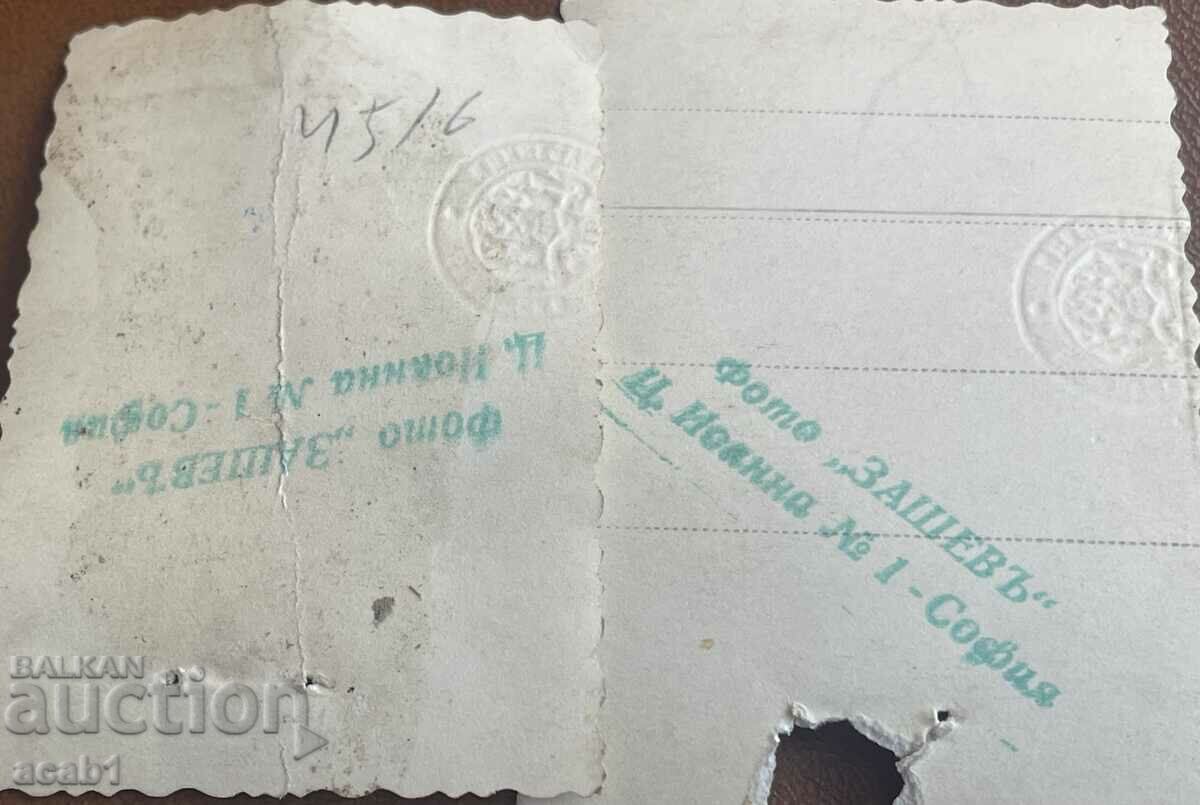 4516
Фото „ЗАШЕВЪ“
Ц. Иоанна № 1 - София
Фото „ЗАШЕВЪ“
Ц. Иоанна № 1 - София
BALKAN
auction
acab1